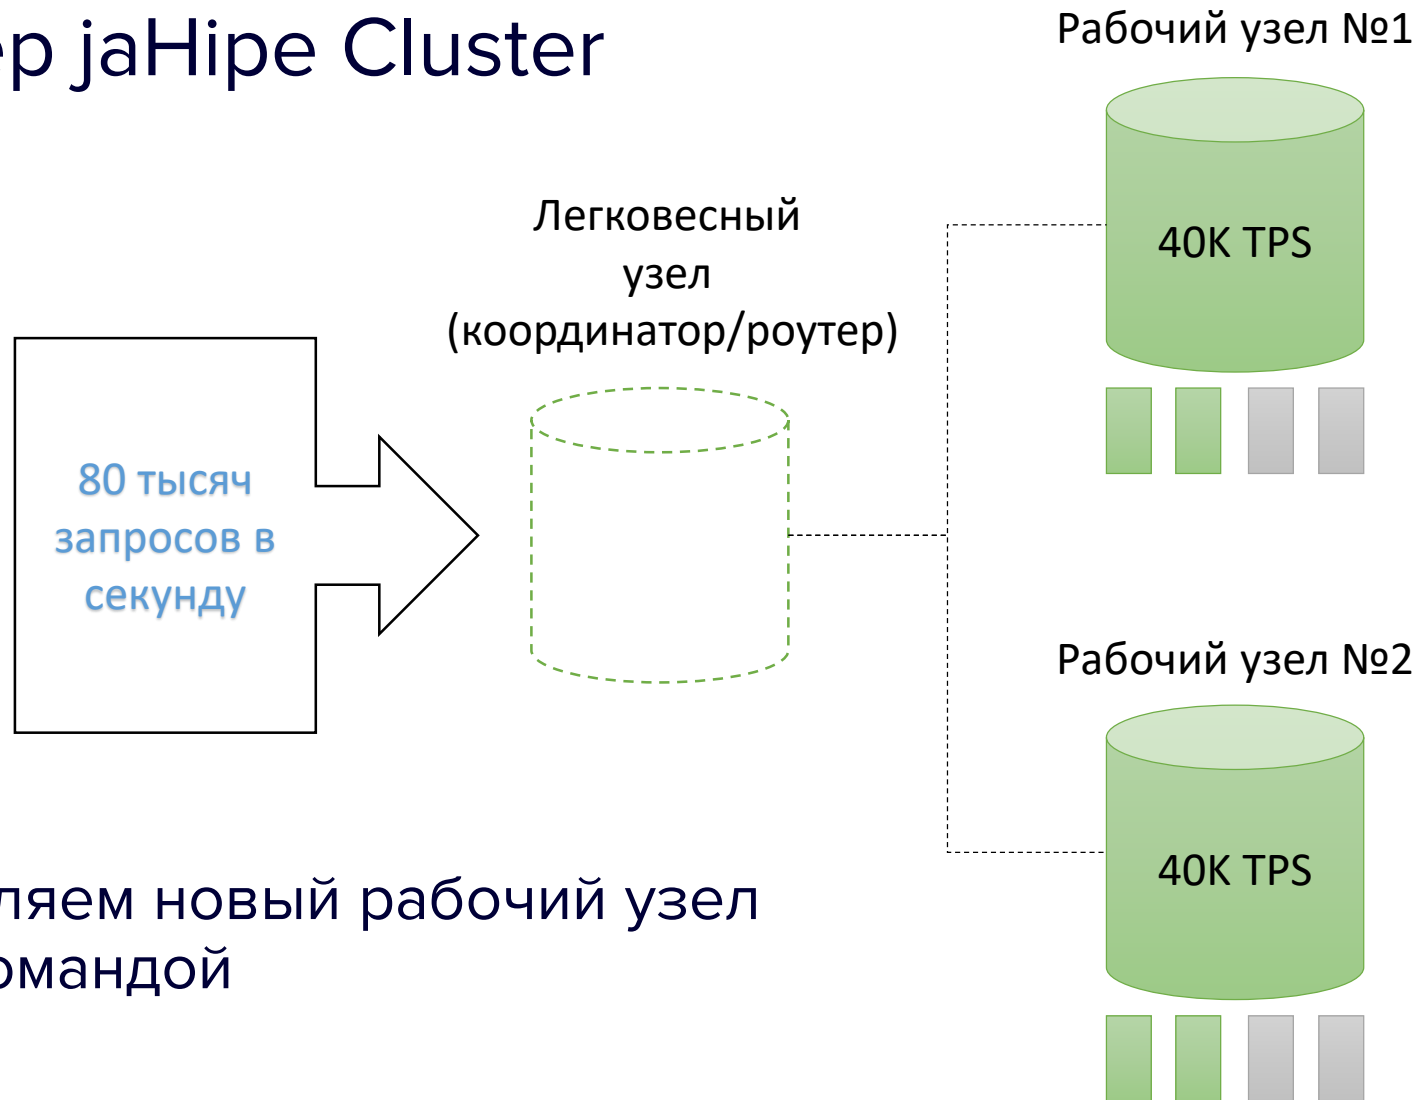 ер jaHipe Cluster
Рабочий узел №1
40K TPS
Легковесный
узел
(координатор/роутер)
80 тысяч
запросов в
секунду
Рабочий узел №2
40K TPS
ляем новый рабочий узел
омандой